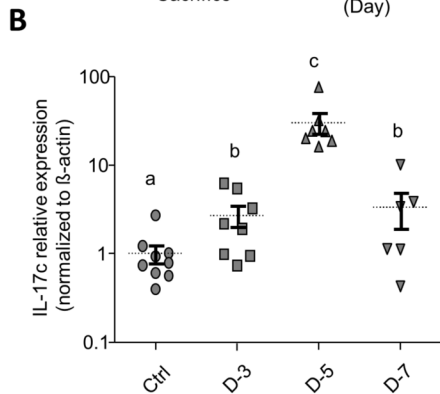 (Day)
B
c
b
b
a
100
10
1
0.1
IL-17c relative expression
(normalized to ß-actin)
Ctrl
D-3
D-5
D-7